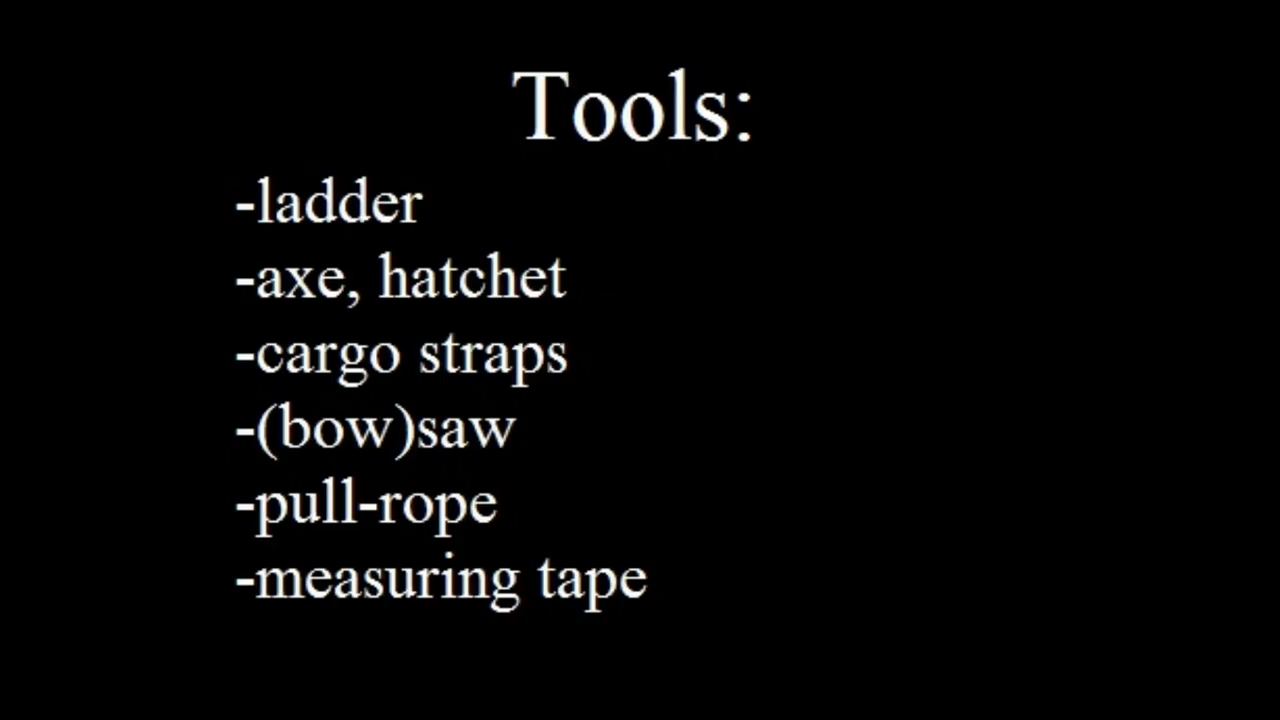 Tools:
-ladder
-axe, hatchet
-cargo straps
-(bow)saw
-pull-rope
-measuring tape